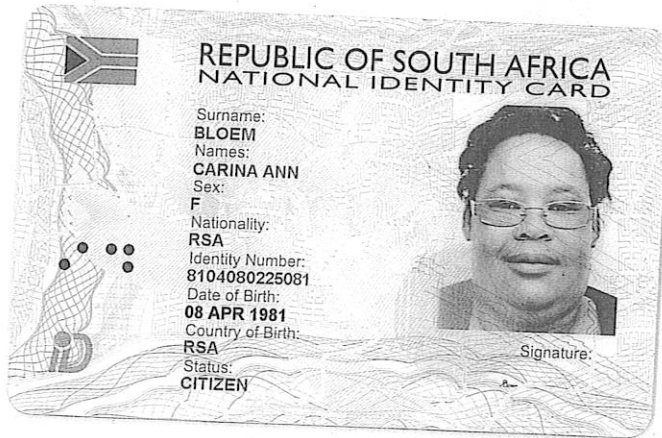 REPUBLIC OF SOUTH AFRICA
NATIONAL IDENTITY CARD
Surname:
BLOEM
Names:
CARINA ANN
Sex:
F
Nationality:
RSA
Identity Number:
8104080225081
Date of Birth:
08 APR 1981
Country of Birth:
RSA
Status:
CITIZEN
Signature:
iD